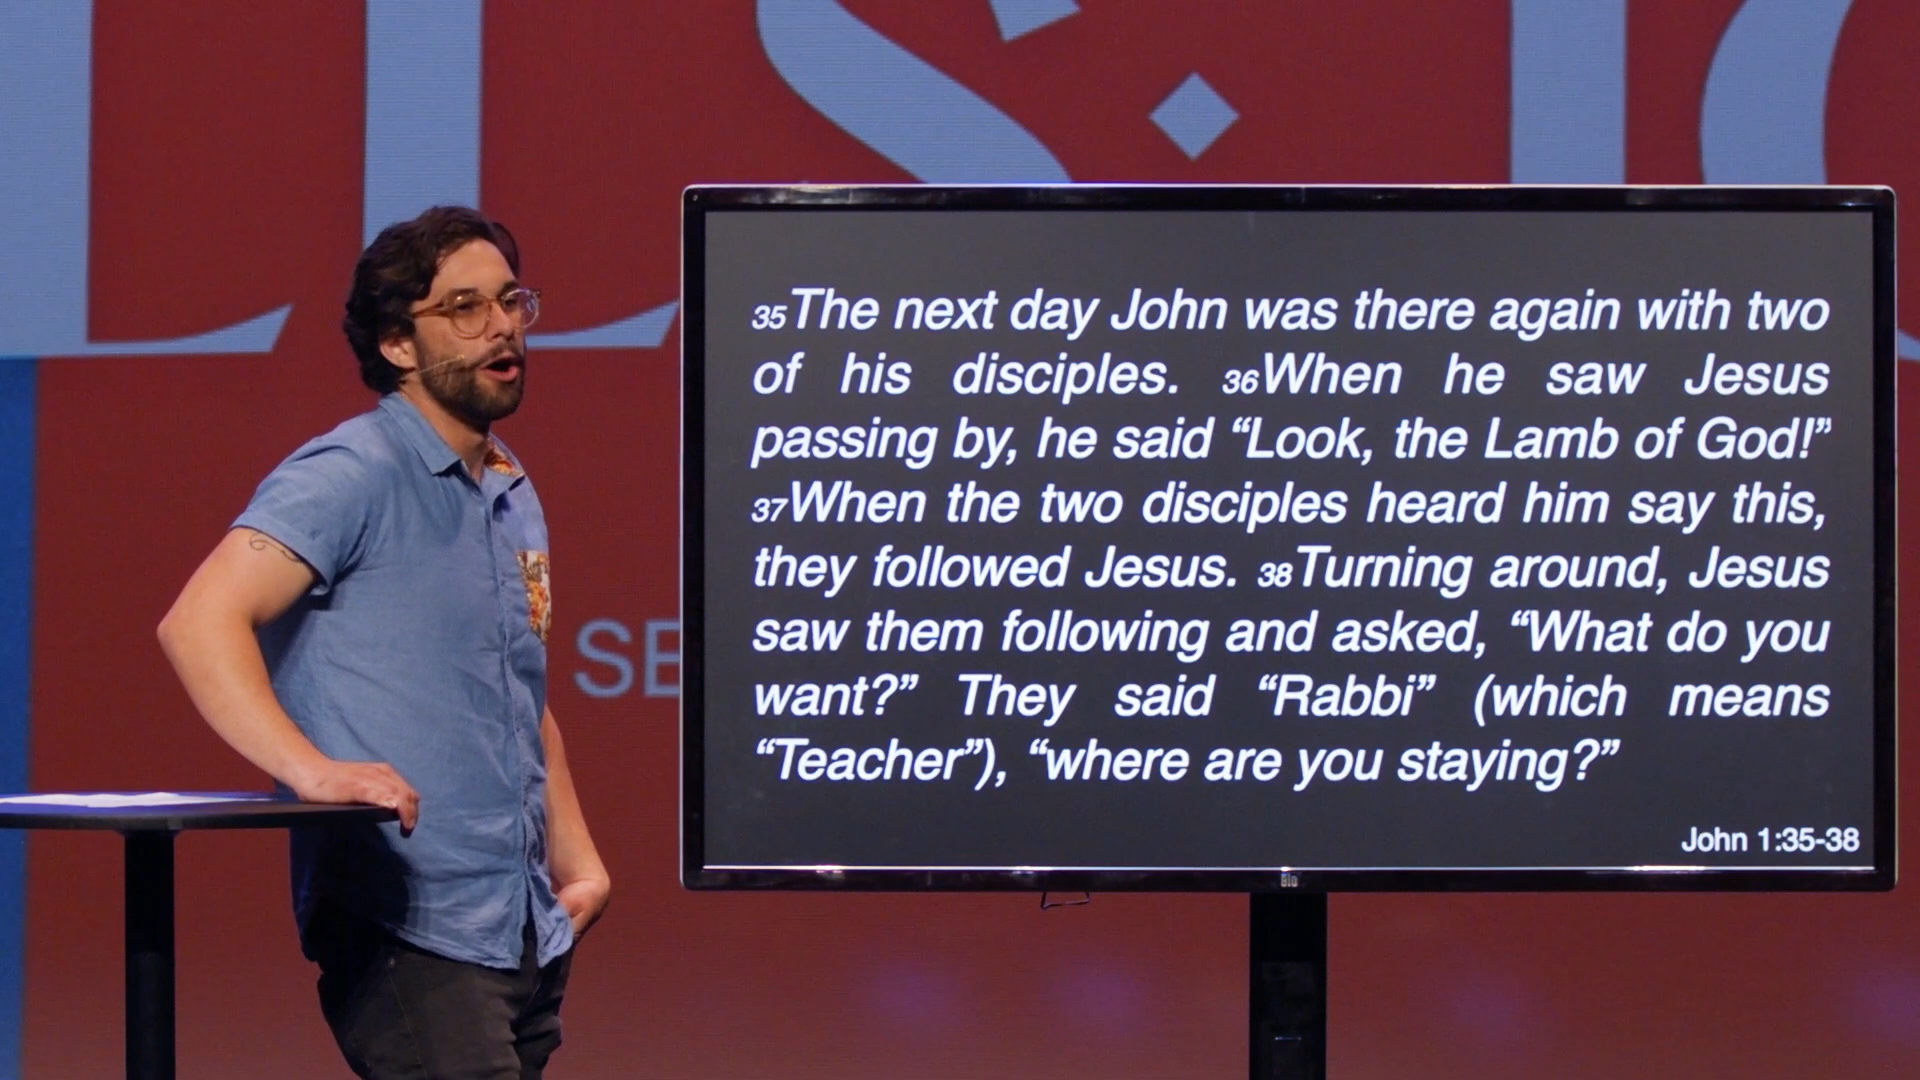 35The next day John was there again with two
of his disciples. 36When he saw Jesus
passing by, he said “Look, the Lamb of God!”
37When the two disciples heard him say this,
they followed Jesus. 38Turning around, Jesus
saw them following and asked, “What do you
want?” They said “Rabbi” (which means
“Teacher”), “where are you staying?”
John 1:35-38
elo
SE